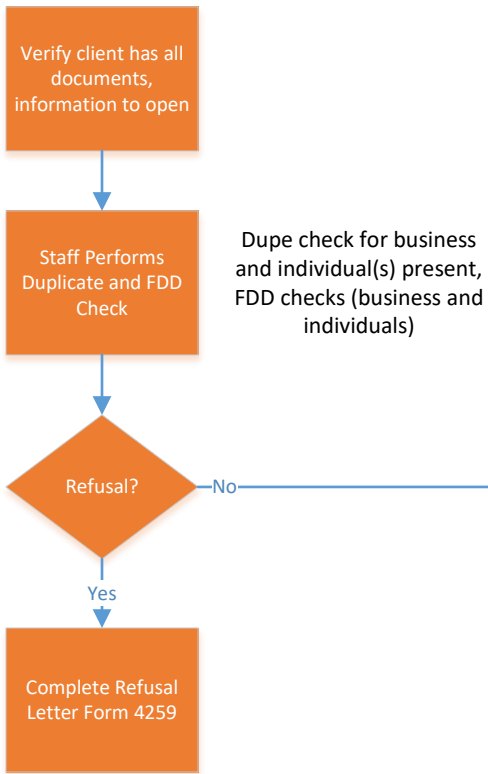 Verify client has all
documents,
information to open
Staff Performs
Duplicate and FDD
Check
Dupe check for business
and individual(s) present,
FDD checks (business and
individuals)
Refusal?
No
Yes
Complete Refusal
Letter Form 4259